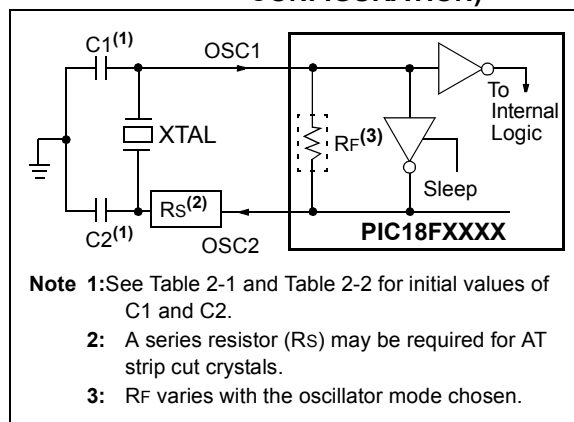 CONFIGURATION)
C1(1)
OSC1
To
Internal
Logic
XTAL
RF(3)
Sleep
RS(2)
C2(1)
OSC2
PIC18FXXXX
Note 1:See Table 2-1 and Table 2-2 for initial values of
C1 and C2.
2: A series resistor (RS) may be required for AT
strip cut crystals.
3: RF varies with the oscillator mode chosen.